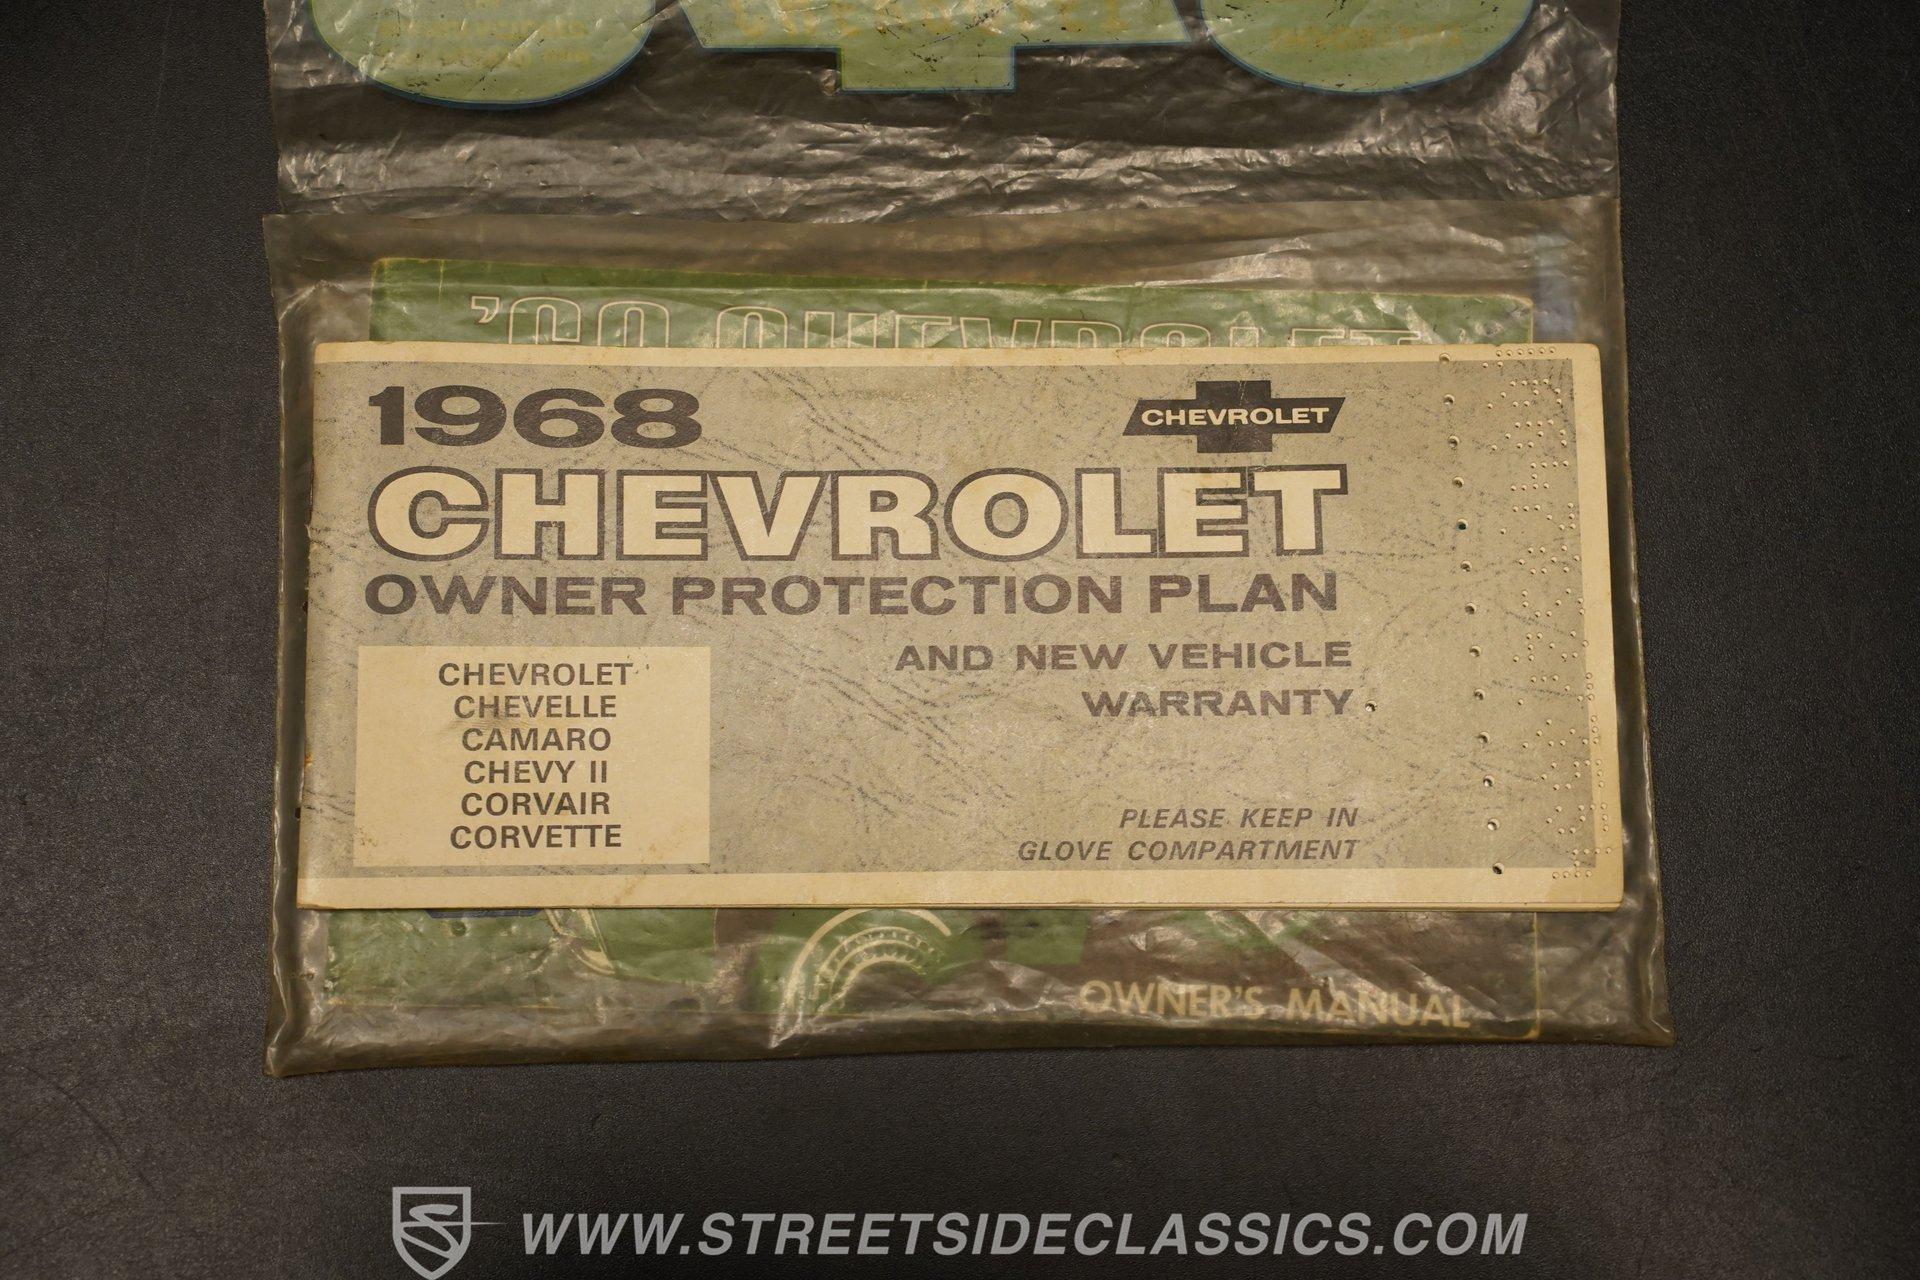 CHEVROLET
'68 CHEVROLET
1968
CHEVROLET
CHEVROLET
OWNER PROTECTION PLAN
AND NEW VEHICLE
WARRANTY
CHEVROLET
CHEVELLE
CAMARO
CHEVY II
CORVAIR
CORVETTE
PLEASE KEEP IN
GLOVE COMPARTMENT
OWNER'S MANUAL
WWW.STREETSIDECLASSICS.COM